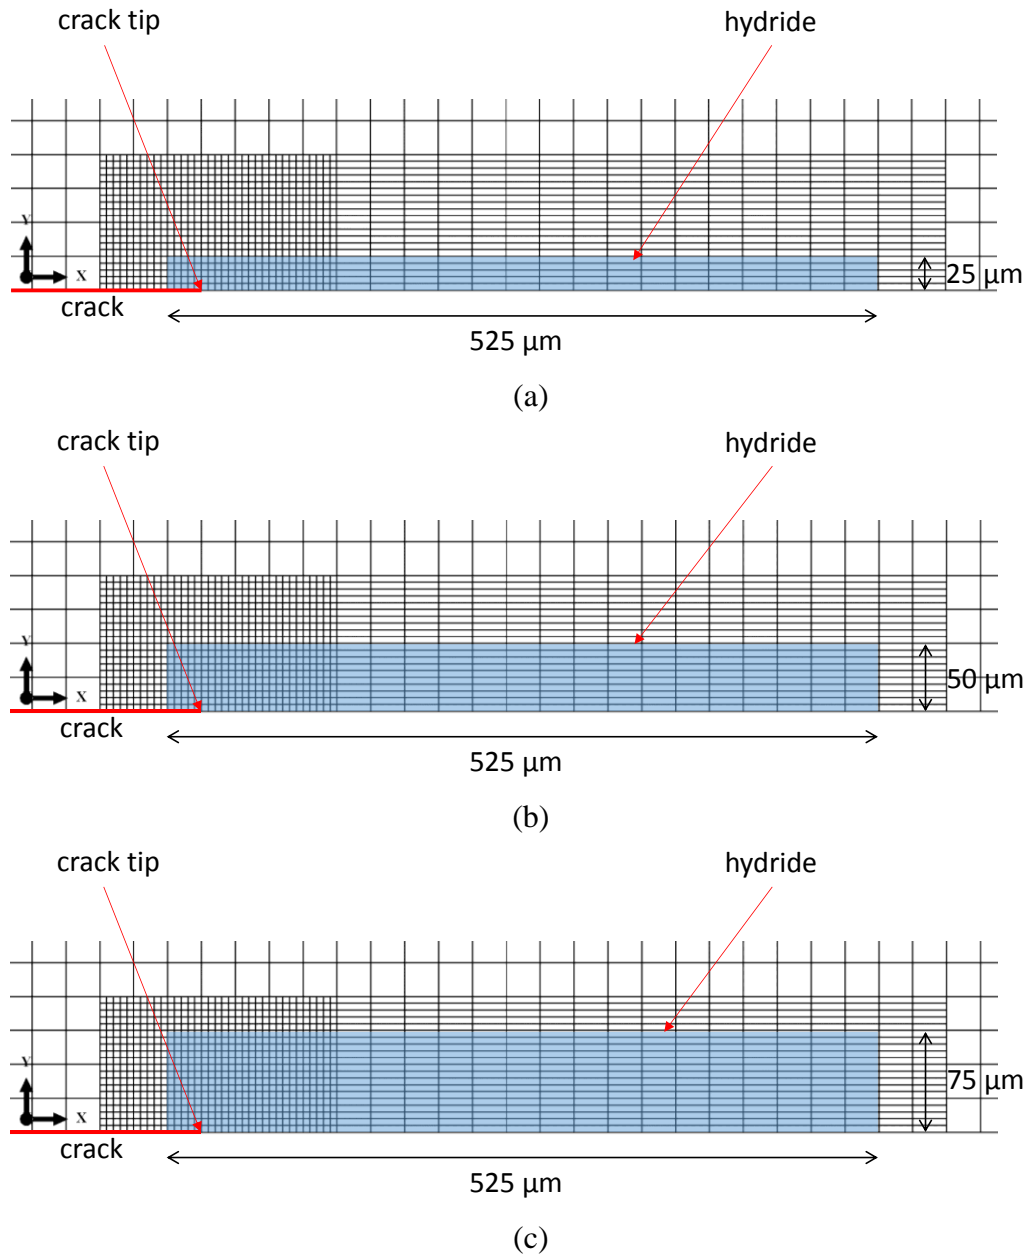 crack tip hydride
Y
X
25 μm
crack
525 μm
(a)
crack tip hydride
Y
X
50 μm
crack
525 μm
(b)
crack tip hydride
Y
X
75 μm
crack
525 μm
(c)